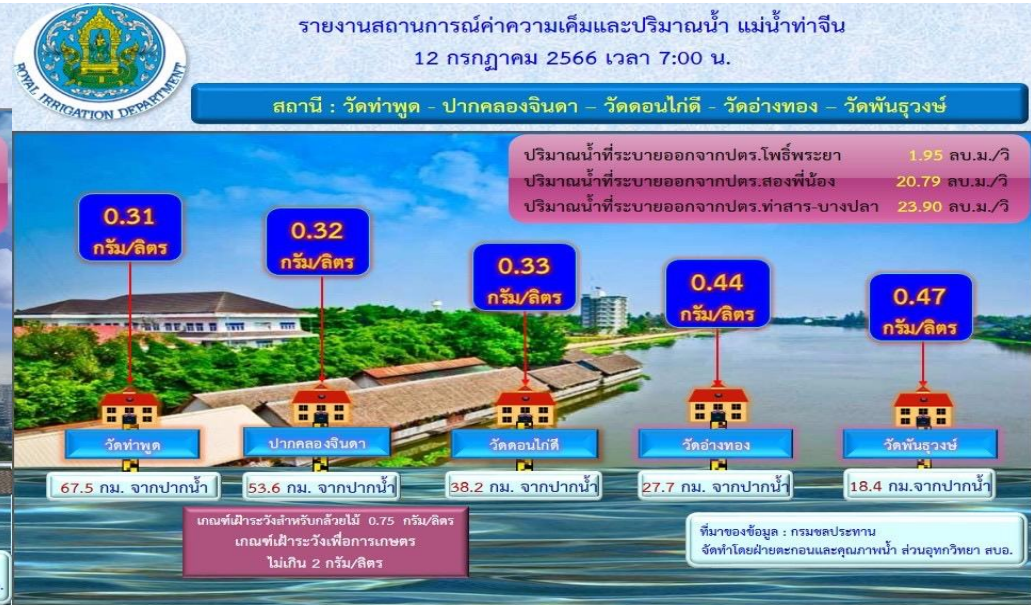 รายงานสถานการณ์ค่าความเค็มและปริมาณน้ำ แม่น้ำท่าจีน
12 กรกฎาคม 2566 เวลา 7:00 น.
ROYAL IRRIGATION DEPARTMENT
สถานี : วัดท่าพูด - ปากคลองจินดา – วัดดอนไก่ดี - วัดอ่างทอง – วัดพันธุวงษ์
ปริมาณน้ำที่ระบายออกจากปตร.โพธิ์พระยา 1.95 ลบ.ม./วิ
ปริมาณน้ำที่ระบายออกจากปตร.สองพี่น้อง 20.79 ลบ.ม./วิ
ปริมาณน้ำที่ระบายออกจากปตร.ท่าสาร-บางปลา 23.90 ลบ.ม./วิ
0.31
กรัม/ลิตร
0.32
กรัม/ลิตร
0.33
กรัม/ลิตร
0.44
กรัม/ลิตร
0.47
กรัม/ลิตร
วัดท่าพูด
ปากคลองจินดา
วัดดอนไก่ดี
วัดอ่างทอง
วัดพันธุวงษ์
67.5 กม. จากปากน้ำ
53.6 กม. จากปากน้ำ
38.2 กม. จากปากน้ำ
27.7 กม. จากปากน้ำ
18.4 กม.จากปากน้ำ
เกณฑ์เฝ้าระวังสำหรับกล้วยไม้ 0.75 กรัม/ลิตร
เกณฑ์เฝ้าระวังเพื่อการเกษตร
ไม่เกิน 2 กรัม/ลิตร
ที่มาของข้อมูล : กรมชลประทาน
จัดทำโดยฝ่ายตะกอนและคุณภาพน้ำ ส่วนอุทกวิทยา สบอ.